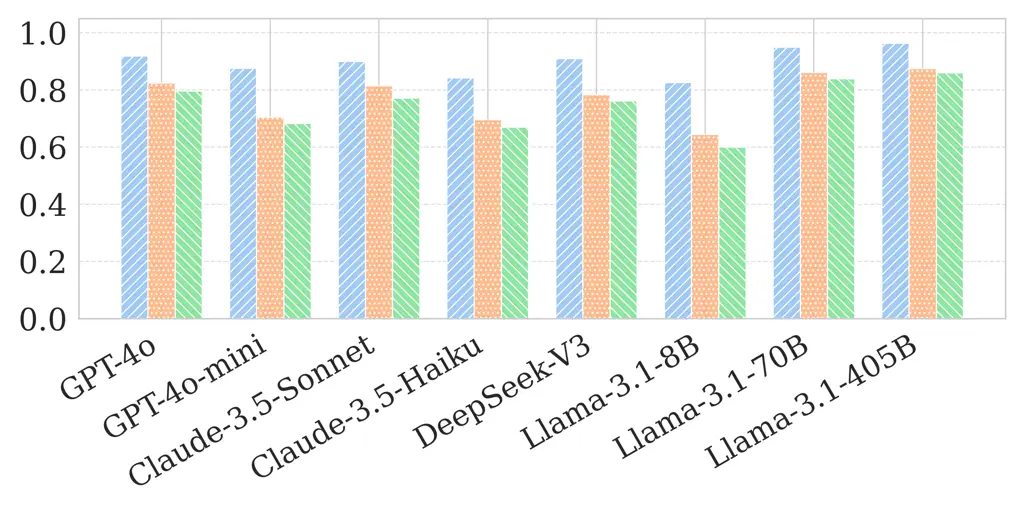 1.0
0.8
0.6
0.4
0.2
0.0
GPT-4o
GPT-4o-mini
Claude-3.5-Sonnet
Claude-3.5-Haiku
DeepSeek-V3
Llama-3.1-8B
Llama-3.1-70B
Llama-3.1-405B